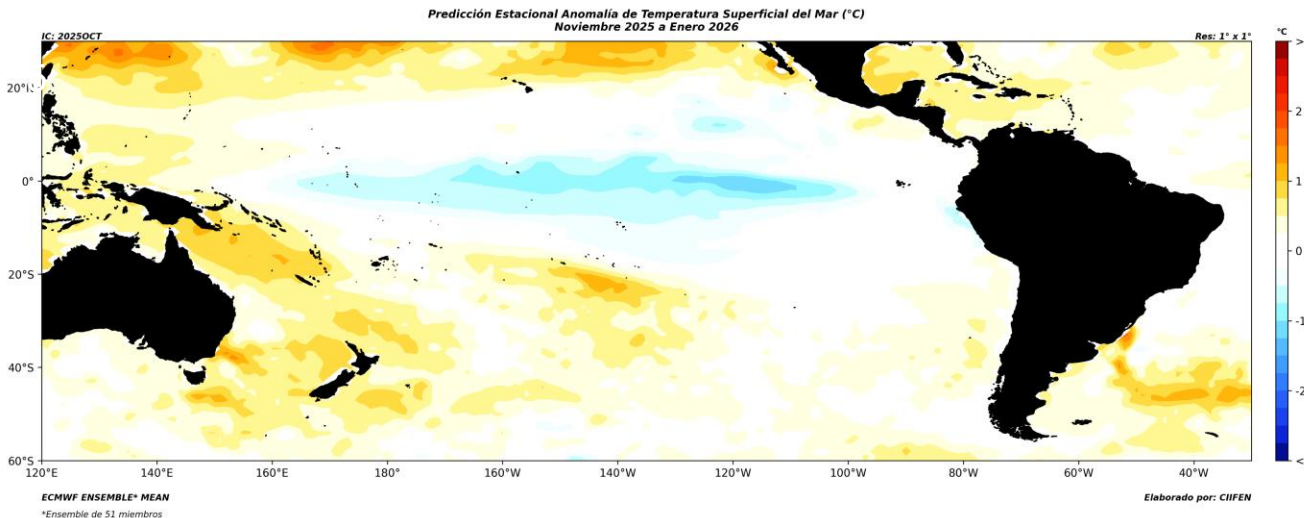 Predicción Estacional Anomalía de Temperatura Superficial del Mar (°C)
Noviembre 2025 a Enero 2026
IC: 2025OCT
Res: 1° x 1°
°C
>
2
1
0
-1
-2
<
20°N
0°
20°S
40°S
60°S
120°E
140°E
160°E
180°
160°W
140°W
120°W
100°W
80°W
60°W
40°W
ECMWF ENSEMBLE* MEAN
*Ensemble de 51 miembros
Elaborado por: CIIFEN